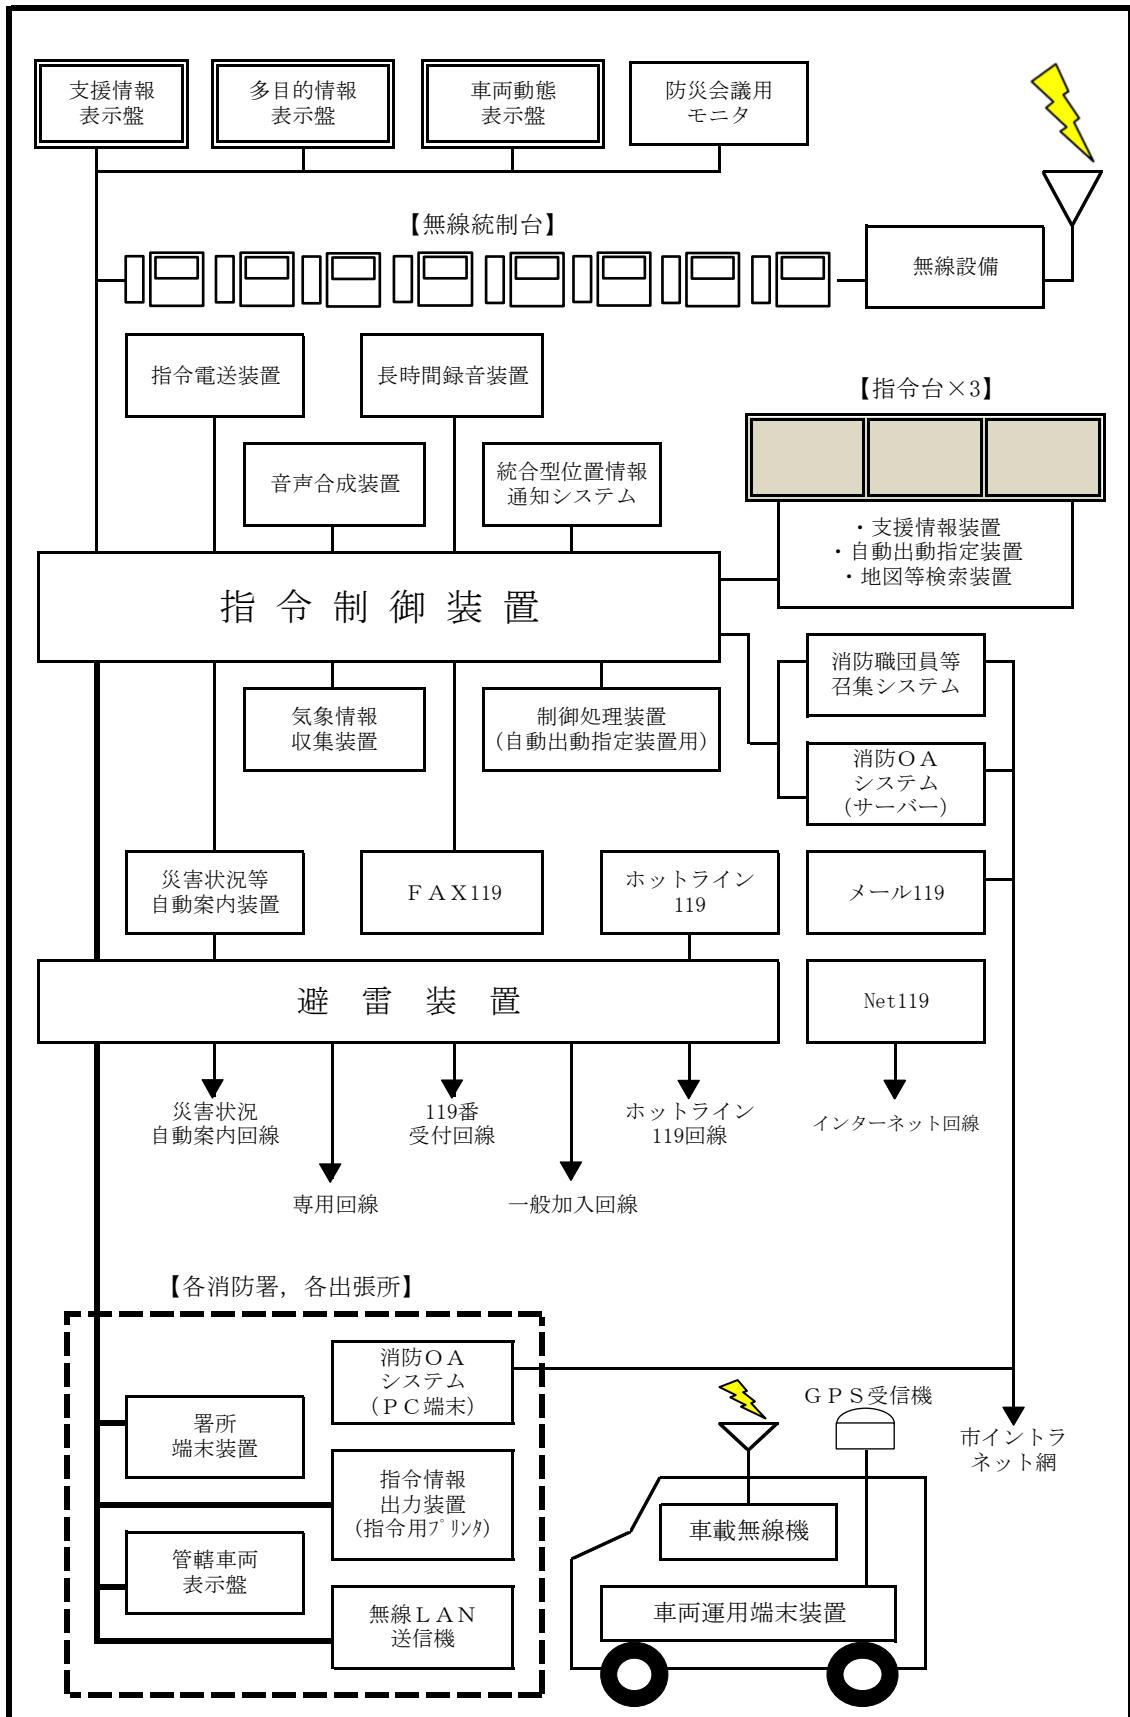 支援情報
表示盤
多目的情報
表示盤
車両動態
表示盤
防災会議用
モニタ
【無線統制台】
無線設備
指令電送装置
長時間録音装置
【指令台×3】
音声合成装置
統合型位置情報
通知システム
・支援情報装置
・自動出動指定装置
・地図等検索装置
指令制御装置
消防職団員等
召集システム
気象情報
収集装置
制御処理装置
(自動出動指定装置用)
消防ＯＡ
システム
(サーバー)
災害状況等
自動案内装置
ＦＡＸ119
ホットライン
119
メール119
避雷装置
Net119
災害状況
自動案内回線
119番
受付回線
ホットライン
119回線
インターネット回線
専用回線
一般加入回線
【各消防署，各出張所】
消防ＯＡ
システム
(ＰＣ端末)
ＧＰＳ受信機
署所
端末装置
市イントラ
ネット網
指令情報
出力装置
(指令用ﾌﾟﾘﾝﾀ)
車載無線機
管轄車両
表示盤
無線ＬＡＮ
送信機
車両運用端末装置